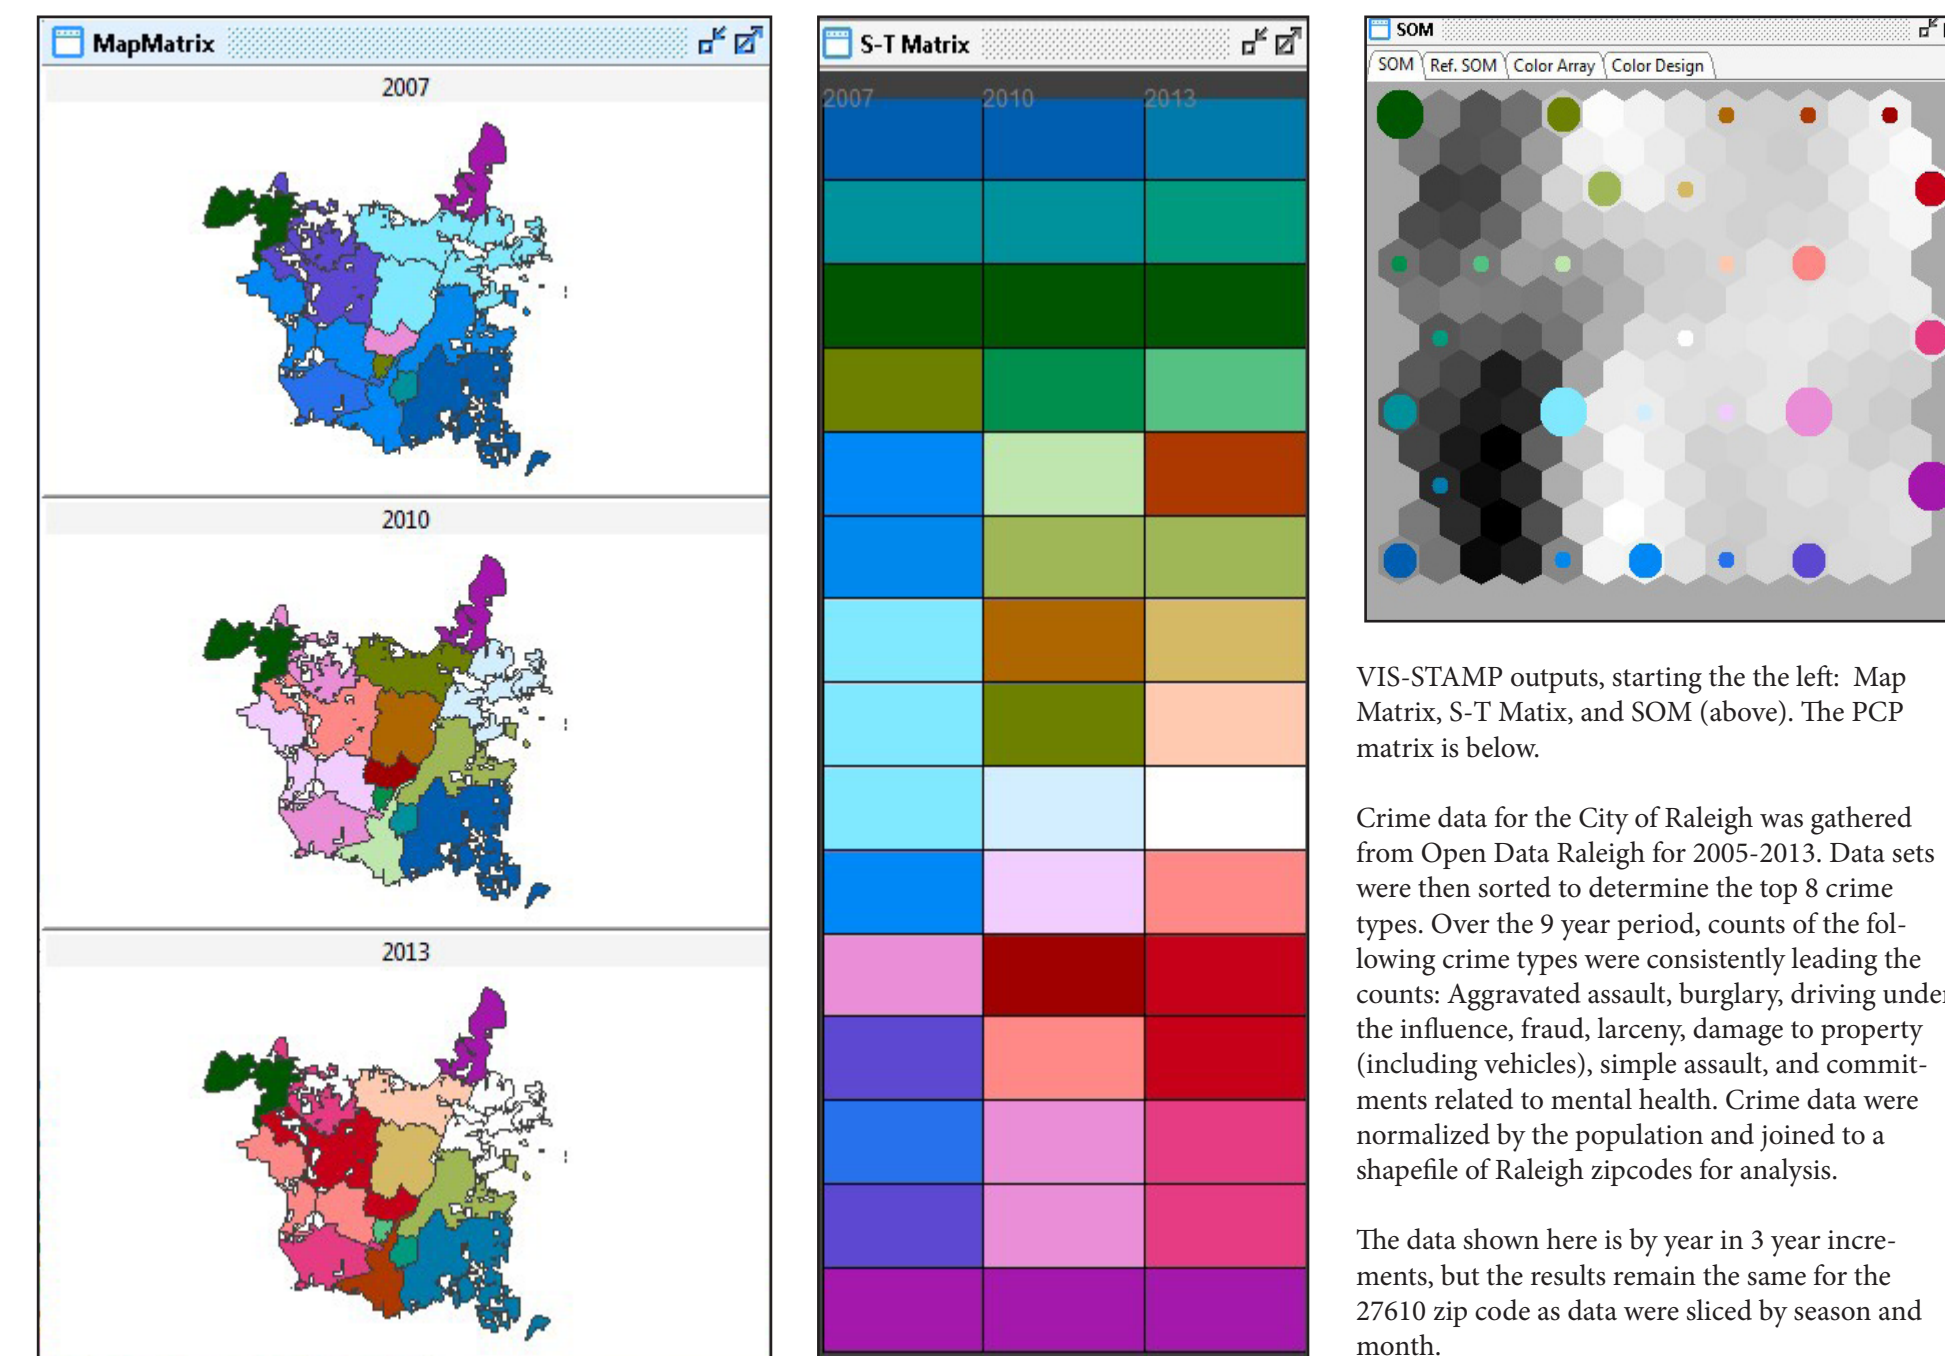 MapMatrix
2007
2010
2013
S-T Matrix
2007 2010 2013
SOM
SOM Ref. SOM Color Array Color Design
VIS-STAMP outputs, starting the the left: Map
Matrix, S-T Matix, and SOM (above). The PCP
matrix is below.
Crime data for the City of Raleigh was gathered
from Open Data Raleigh for 2005-2013. Data sets
were then sorted to determine the top 8 crime
types. Over the 9 year period, counts of the fol-
lowing crime types were consistently leading the
counts: Aggravated assault, burglary, driving under
the influence, fraud, larceny, damage to property
(including vehicles), simple assault, and commit-
ments related to mental health. Crime data were
normalized by the population and joined to a
shapefile of Raleigh zipcodes for analysis.
The data shown here is by year in 3 year incre-
ments, but the results remain the same for the
27610 zip code as data were sliced by season and
month.